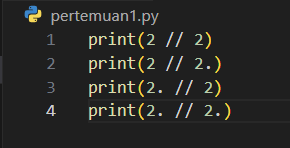 pertemuan1.py
1 print(2 // 2)
2 print(2 // 2.)
3 print(2. // 2)
4 print(2. // 2.)